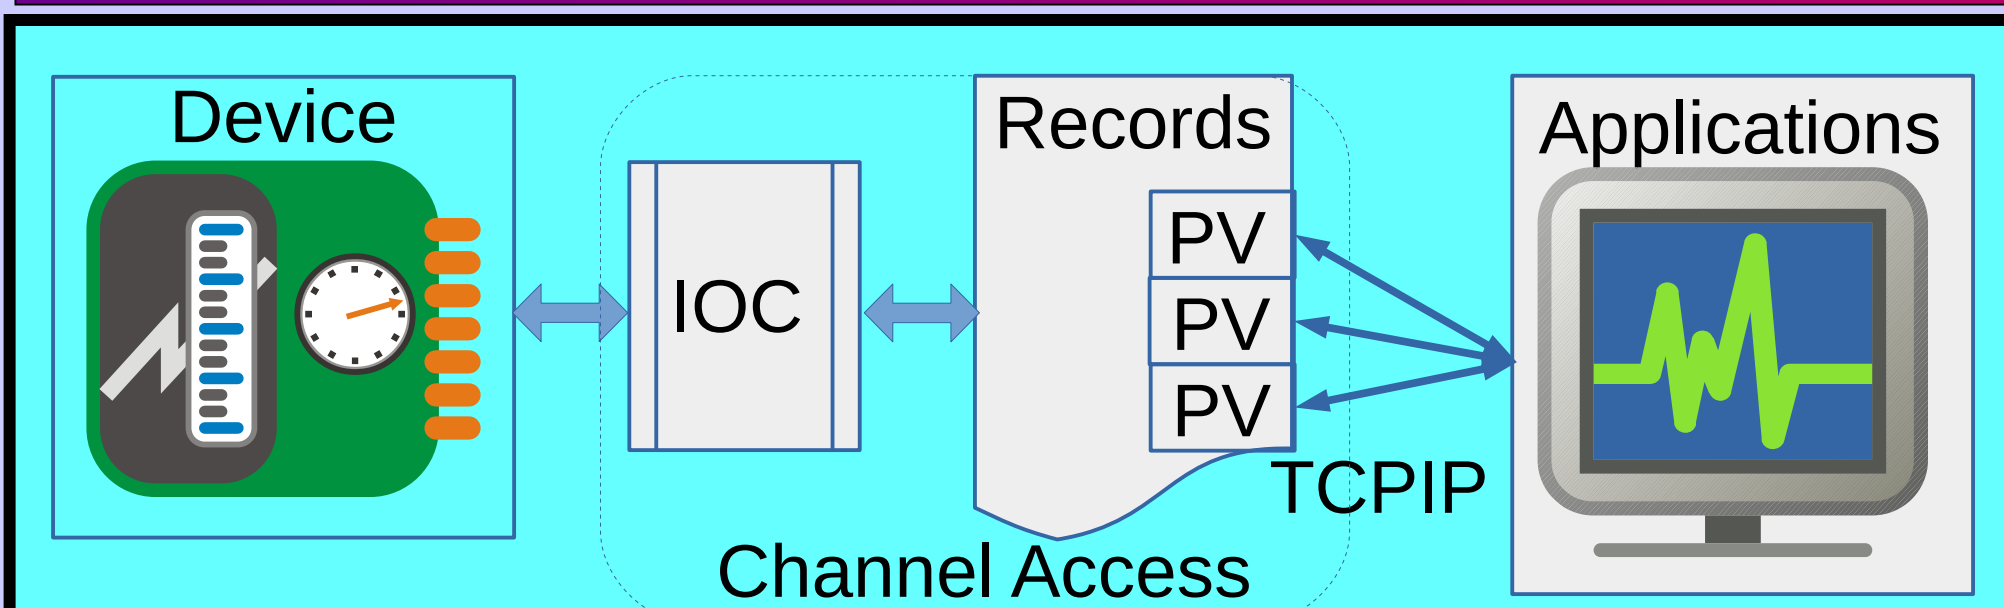 Device
IOC
Records
PV
PV
PV
TCPIP
Channel Access
Applications